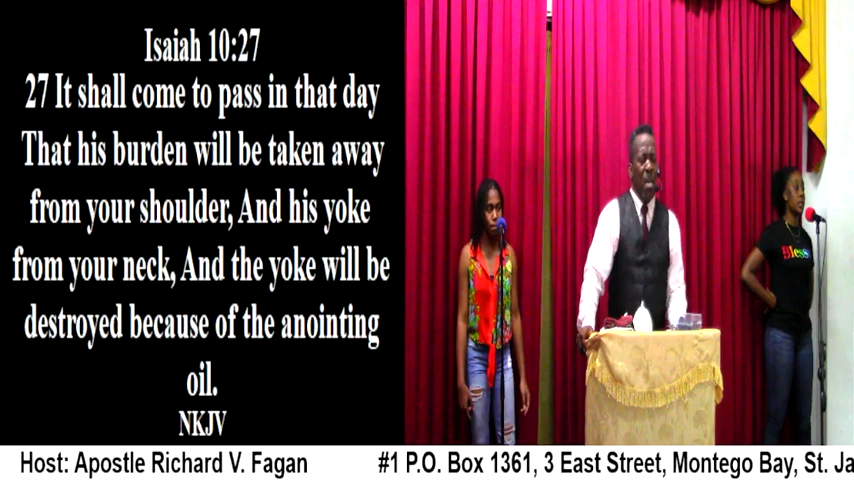 Isaiah 10:27
27 It shall come to pass in that day
That his burden will be taken away
from your shoulder, And his yoke
from your neck, And the yoke will be
destroyed because of the anointing
oil.
NKJV
Bless
Host: Apostle Richard V. Fagan #1 P.O. Box 1361, 3 East Street, Montego Bay, St. Ja